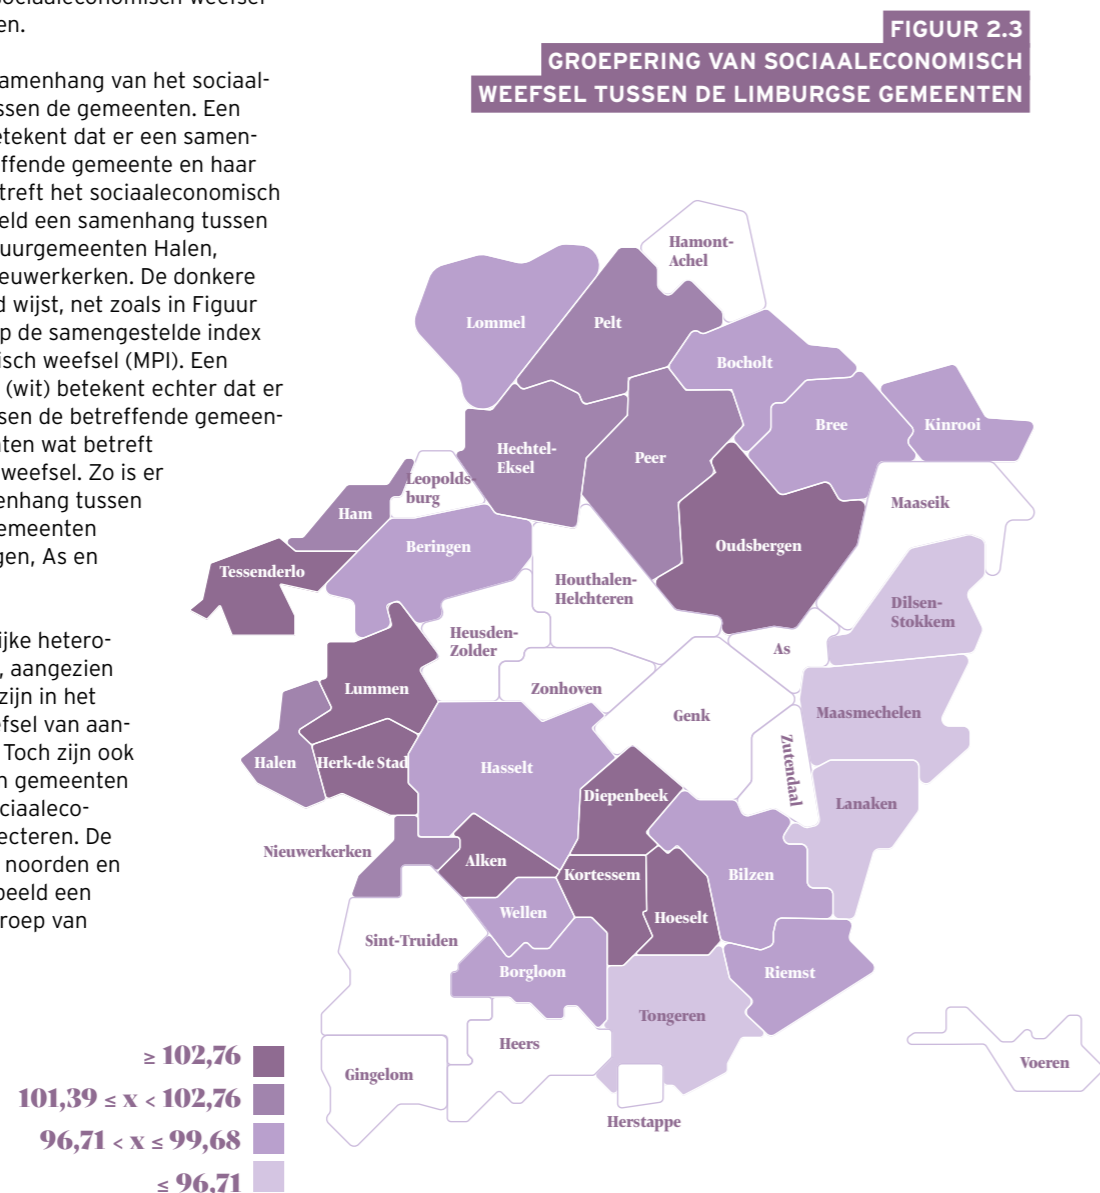 sociaaleconomisch weefsel
en.
amenhang van het sociaal-
ssen de gemeenten. Een
etekent dat er een samen-
effende gemeente en haar
treft het sociaaleconomisch
eeld een samenhang tussen
uurgemeenten Halen,
ieuwerkerken. De donkere
d wijst, net zoals in Figuur
op de samengestelde index
isch weefsel (MPI). Een
(wit) betekent echter dat er
ssen de betreffende gemeen-
nten wat betreft
weefsel. Zo is er
enhang tussen
emeenten
gen, As en
ijke hetero-
, aangezien
zijn in het
efsel van aan-
Toch zijn ook
n gemeenten
ciaaleco-
ecteren. De
noorden en
beeld een
roep van
FIGUUR 2.3
GROEPERING VAN SOCIAALECONOMISCH
WEEFSEL TUSSEN DE LIMBURGSE GEMEENTEN
Hamont-
Achel
Lommel
Pelt
Bocholt
Bree
Kinrooi
Hechtel-
Eksel
Peer
Leopolds-
burg
Maaseik
Ham
Beringen
Oudsbergen
Tessenderlo
Houthalen-
Helchteren
Dilsen-
Stokkem
Heusden-
Zolder
As
Lummen
Zonhoven
Genk
Maasmechelen
Halen
Herk-de Stad
Hasselt
Zutendaal
Diepenbeek
Lanaken
Nieuwerkerken
Alken
Kortessem
Bilzen
Wellen
Hoeselt
Sint-Truiden
Borgloon
Riemst
Tongeren
Heers
Gingelom
Voeren
Herstappe
≥ 102,76
101,39 ≤ x < 102,76
96,71 < x ≤ 99,68
≤ 96,71